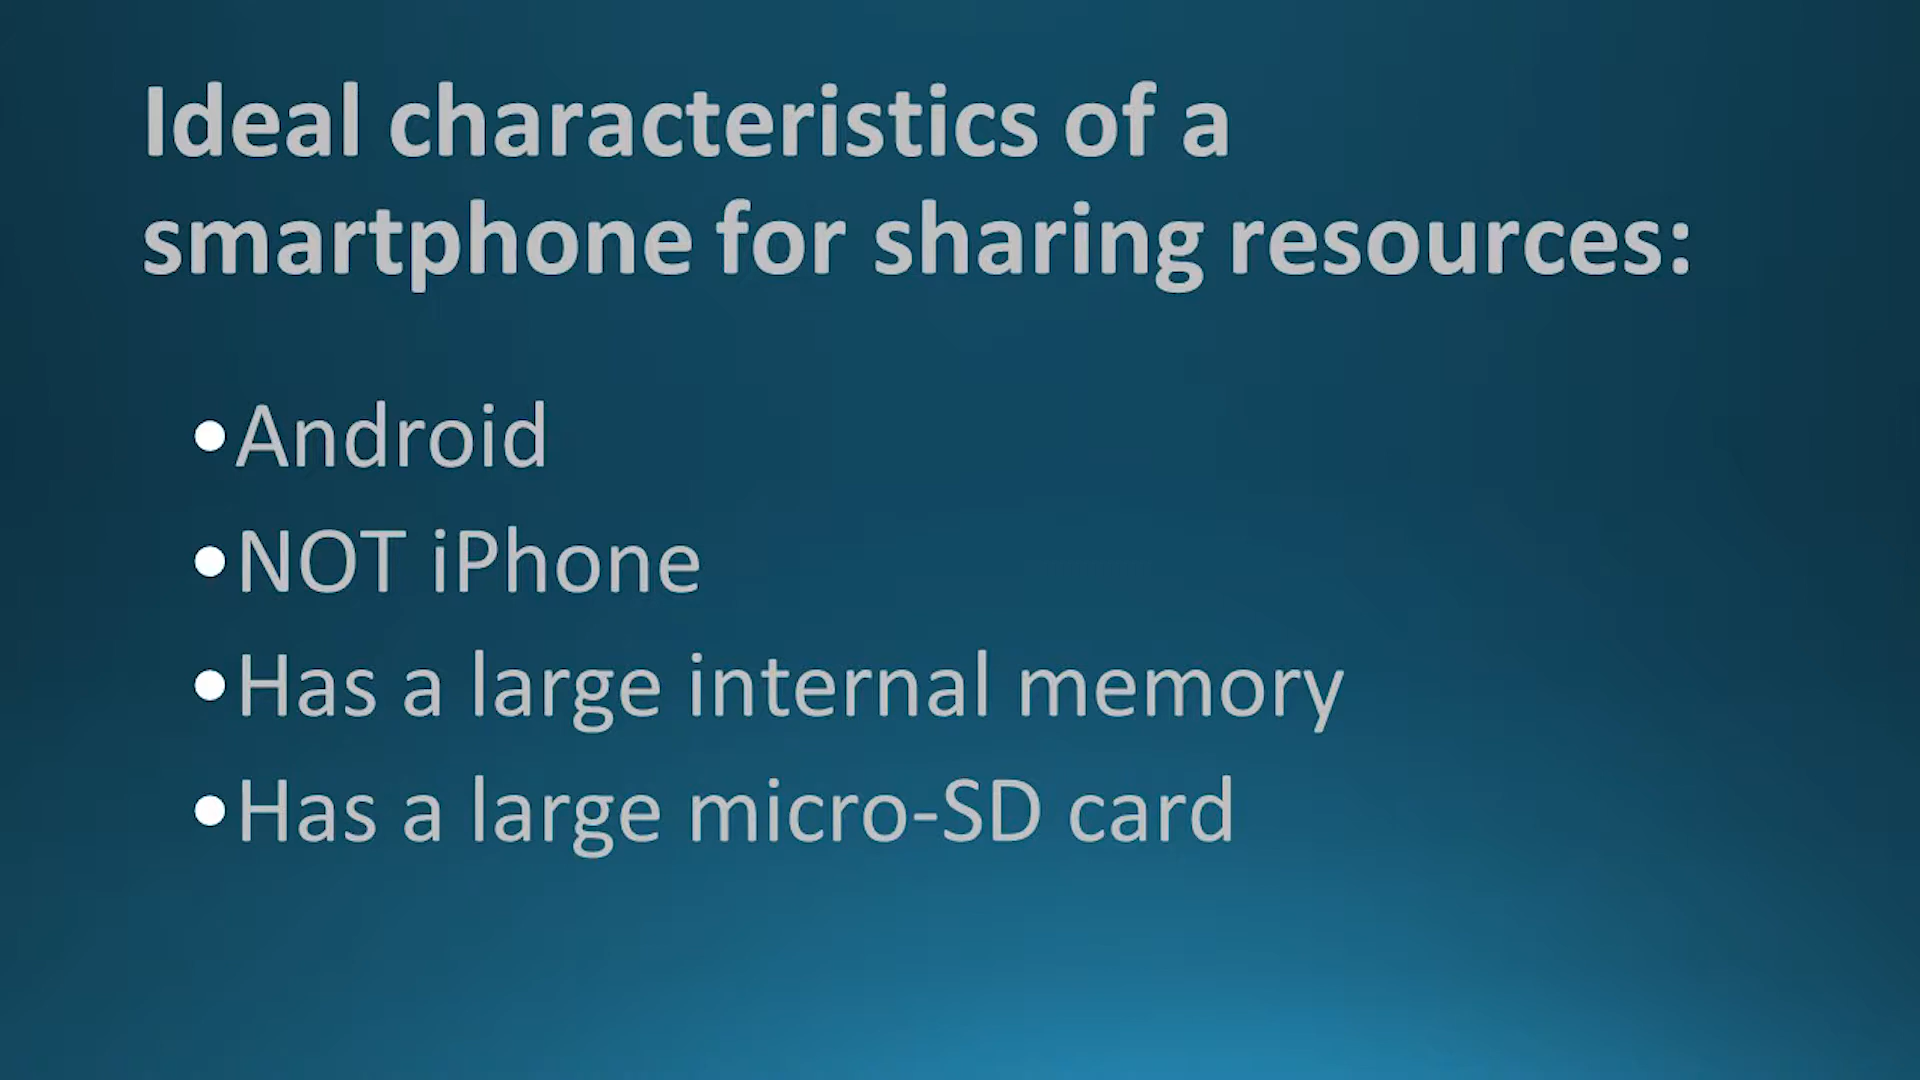 Ideal characteristics of a
smartphone for sharing resources:
•Android
•NOT iPhone
•Has a large internal memory
•Has a large micro-SD card